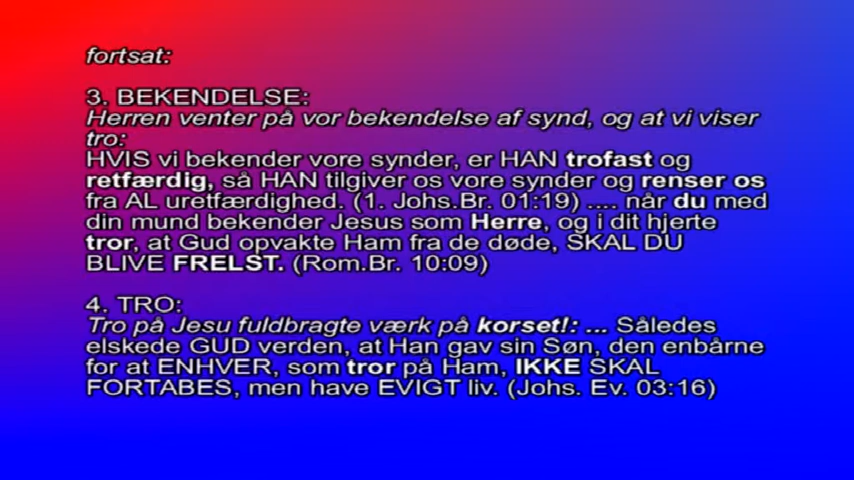 fortsat:
3. BEKENDELSE:
Herren venter på vor bekendelse af synd, og at vi viser
tro:
HVIS vi bekender vore synder, er HAN trofast og
retfærdig, så HAN tilgiver os vore synder og renser os
fra AL uretfærdighed. (1. Johs.Br. 01:19) .... når du med
din mund bekender Jesus som Herre, og i dit hjerte
tror, at Gud opvakte Ham fra de døde, SKAL DU
BLIVE FRELST. (Rom.Br. 10:09)
4. TRO:
Tro på Jesu fuldbragte værk på korset!: ... Således
elskede GUD verden, at Han gav sin Søn, den enbårne
for at ENHVER, som tror på Ham, IKKE SKAL
FORTABES, men have EVIGT liv. (Johs. Ev. 03:16)